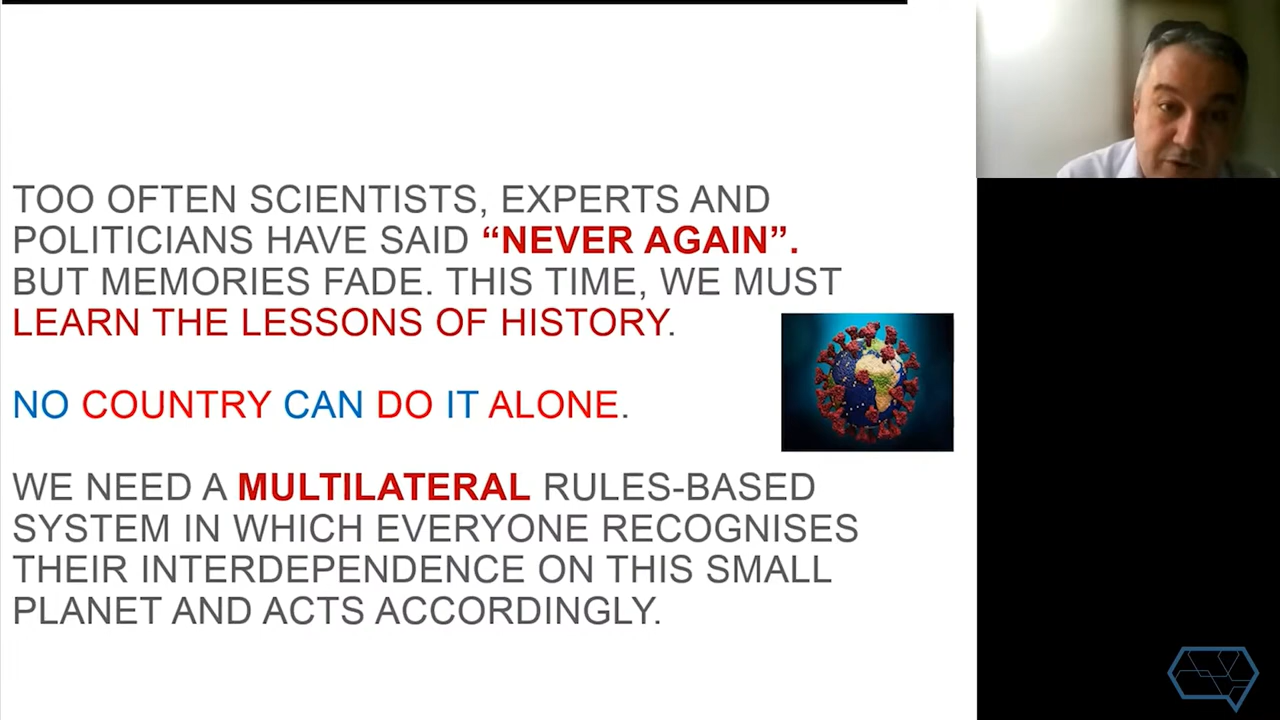 TOO OFTEN SCIENTISTS, EXPERTS AND
POLITICIANS HAVE SAID “NEVER AGAIN”.
BUT MEMORIES FADE. THIS TIME, WE MUST
LEARN THE LESSONS OF HISTORY.
NO COUNTRY CAN DO IT ALONE.
WE NEED A MULTILATERAL RULES-BASED
SYSTEM IN WHICH EVERYONE RECOGNISES
THEIR INTERDEPENDENCE ON THIS SMALL
PLANET AND ACTS ACCORDINGLY.